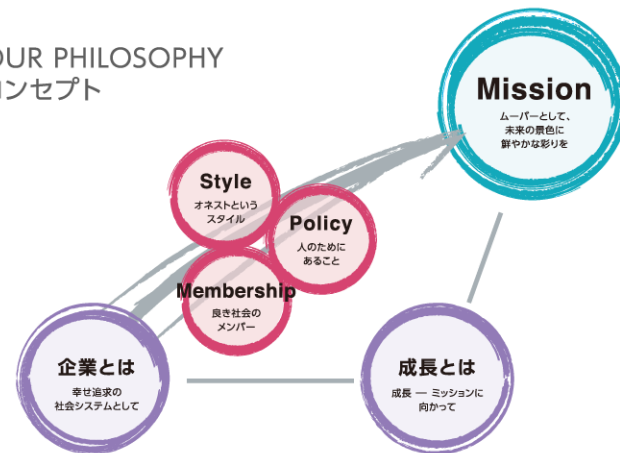 OUR PHILOSOPHY
コンセプト
Mission
ムーバーとして、
未来の景色に
鮮やかな彩りを
Style
オネストという
スタイル
Policy
人のために
あること
Membership
良き社会の
メンバー
企業とは
幸せ追求の
社会システムとして
成長とは
成長 — ミッションに
向かって